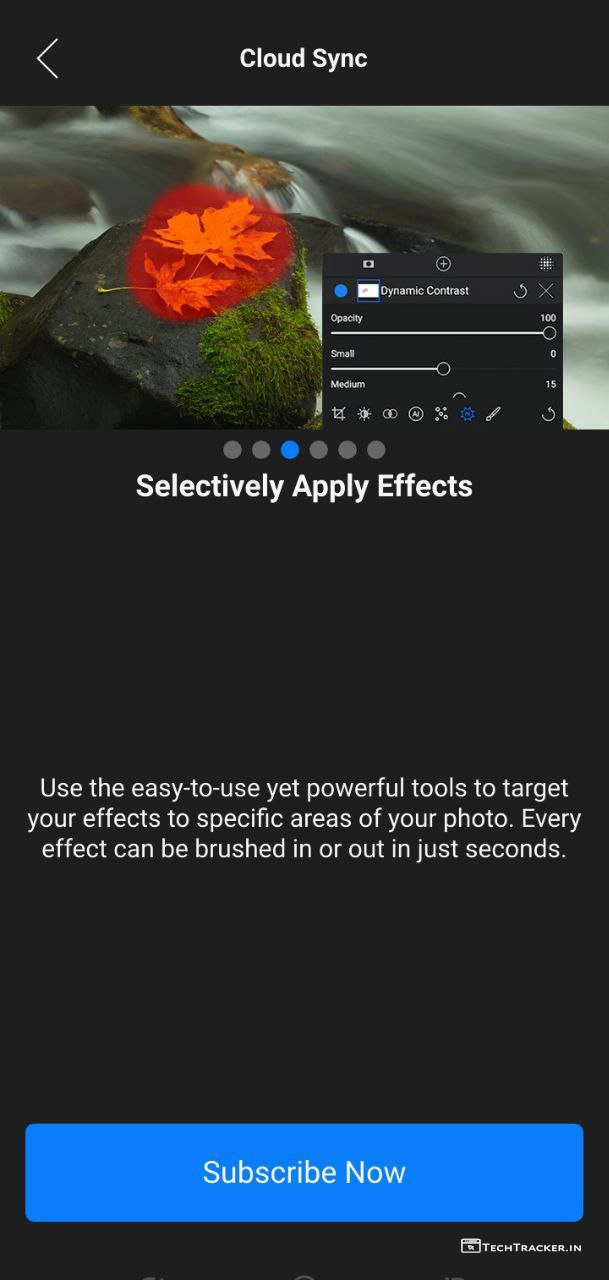 Cloud Sync
Dynamic Contrast
Opacity 100
Small 0
Medium 15
AI
Selectively Apply Effects
Use the easy-to-use yet powerful tools to target
your effects to specific areas of your photo. Every
effect can be brushed in or out in just seconds.
Subscribe Now
TECHTRACKER.IN